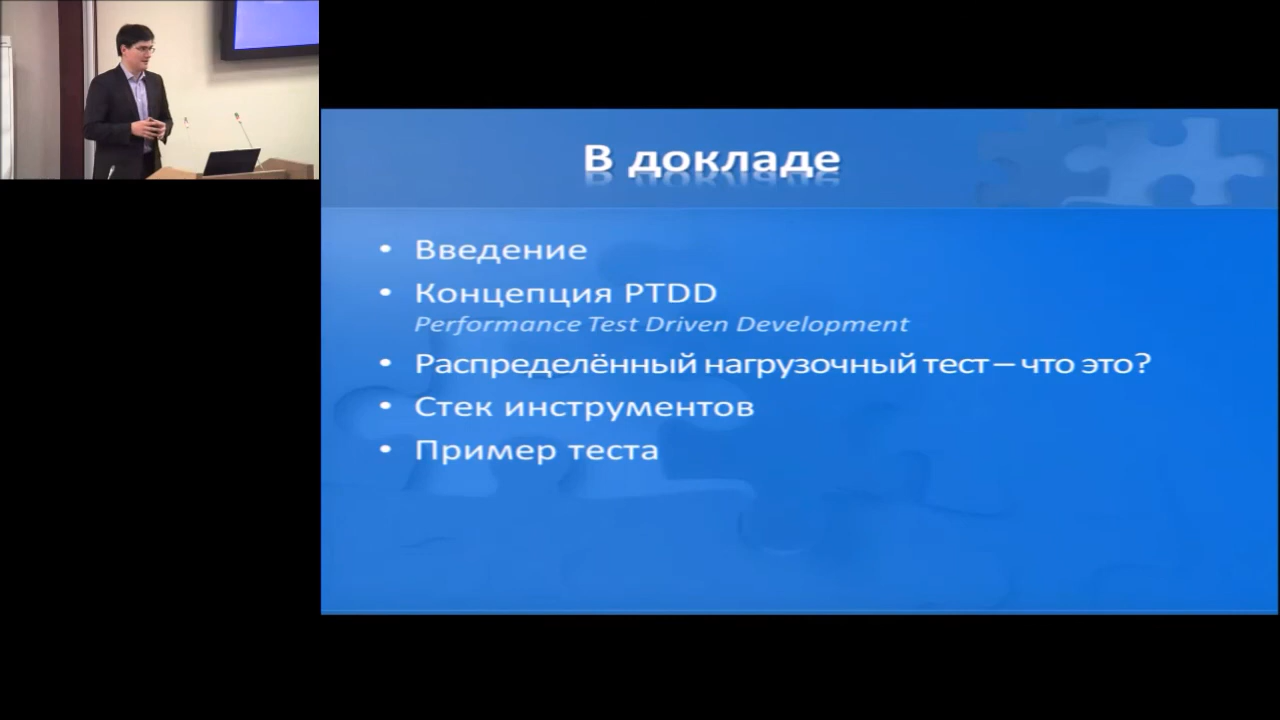 В докладе
• Введение
• Концепция PTDD
Performance Test Driven Development
• Распределённый нагрузочный тест – что это?
• Стек инструментов
• Пример теста